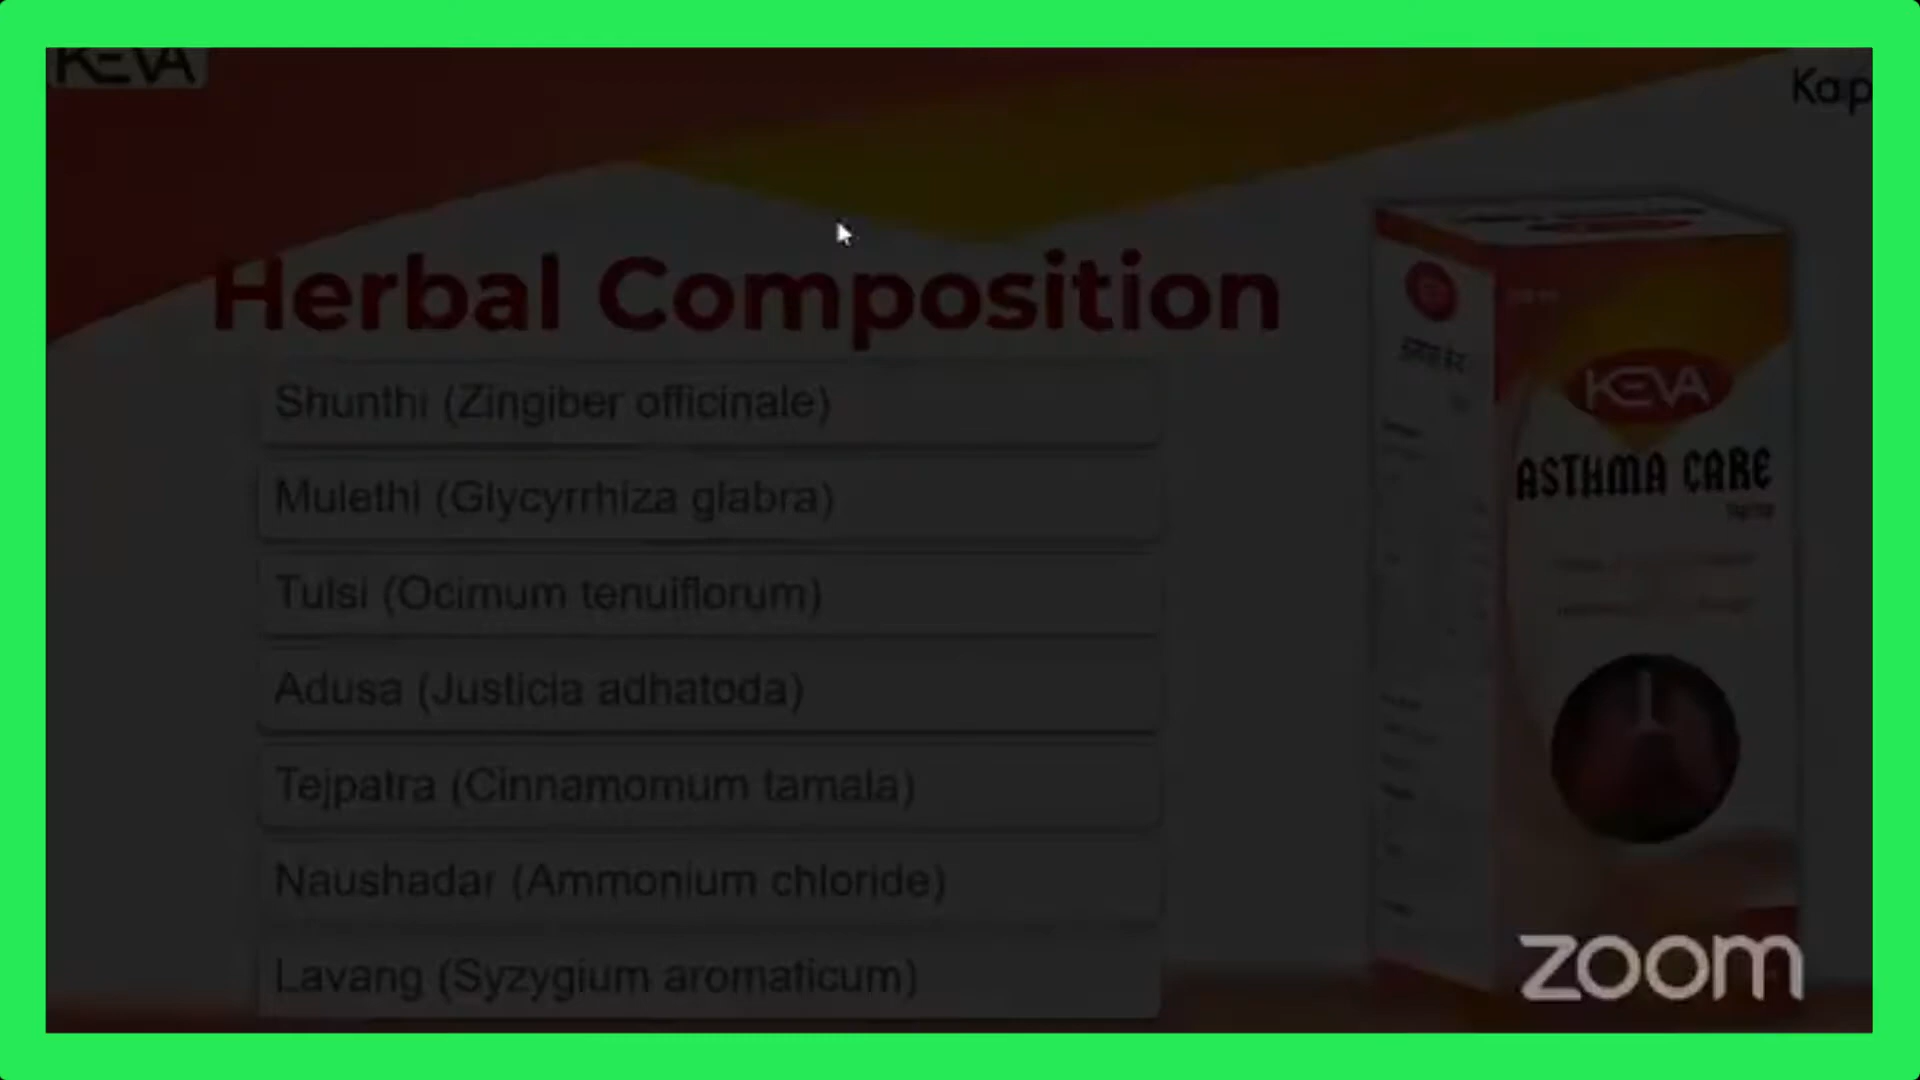 KEVA
Kap
Herbal Composition
Shunthi (Zingiber officinale)
Mulethi (Glycyrrhiza glabra)
Tulsi (Ocimum tenuiflorum)
Adusa (Justicia adhatoda)
Tejpatra (Cinnamomum tamala)
Naushadar (Ammonium chloride)
Lavang (Syzygium aromaticum)
KEVA
ASTHMA CARE
zoom